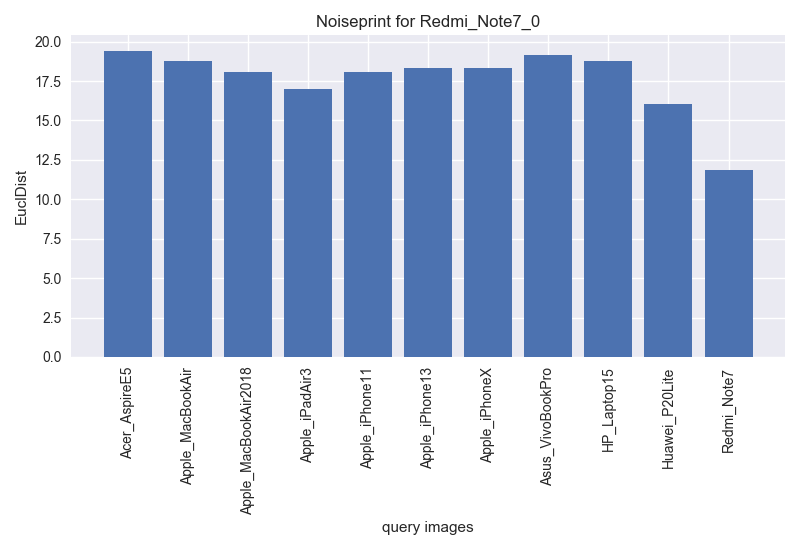 Noiseprint for Redmi_Note7_0
EuclDist
20.0
17.5
15.0
12.5
10.0
7.5
5.0
2.5
0.0
Acer_AspireE5
Apple_MacBookAir
Apple_MacBookAir2018
Apple_iPadAir3
Apple_iPhone11
Apple_iPhone13
Apple_iPhoneX
Asus_VivoBookPro
HP_Laptop15
Huawei_P20Lite
Redmi_Note7
query images